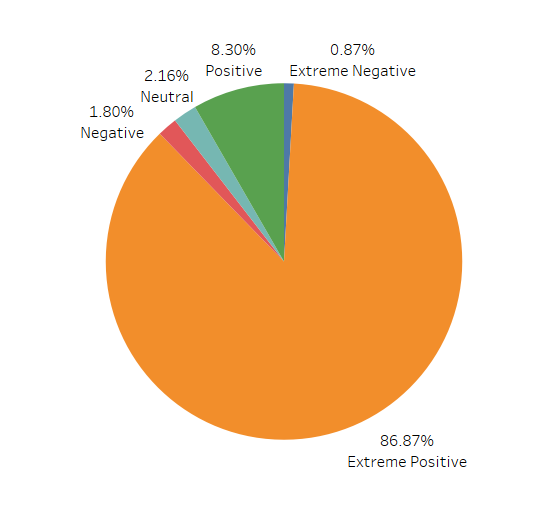 8.30%
Positive
0.87%
Extreme Negative
2.16%
Neutral
1.80%
Negative
86.87%
Extreme Positive